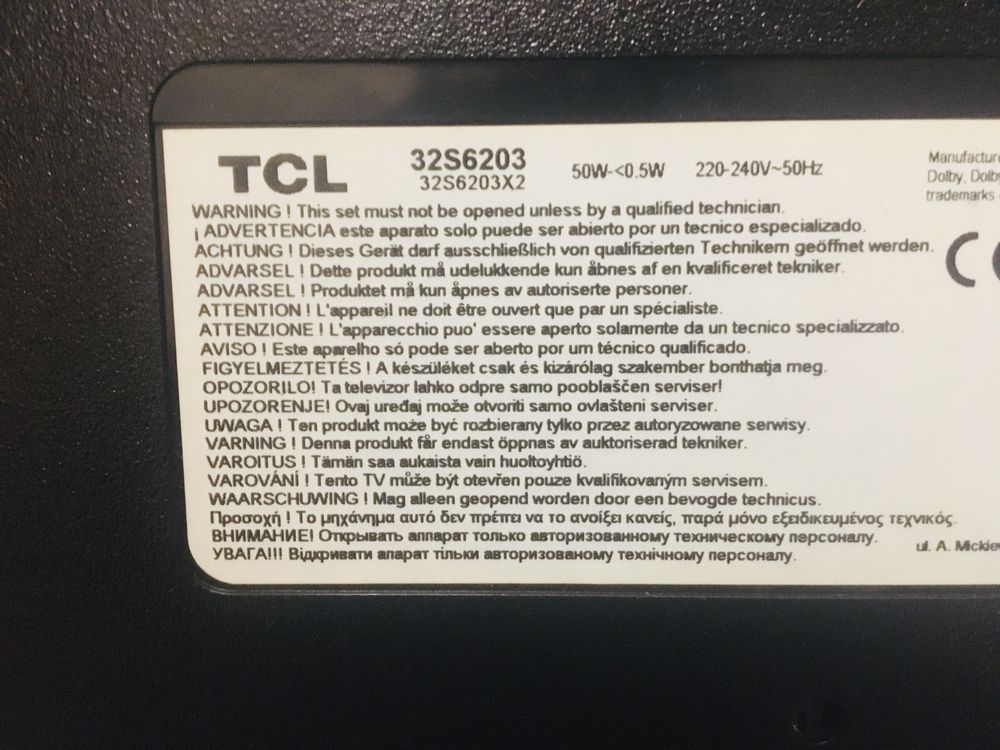 TCL 32S6203 50W-<0.5W 220-240V~50Hz
32S6203X2
Manufacture
Dolby, Dolby
trademarks
WARNING ! This set must not be opened unless by a qualified technician.
¡ ADVERTENCIA este aparato solo puede ser abierto por un tecnico especializado.
ACHTUNG ! Dieses Gerät darf ausschließlich von qualifizierten Technikern geöffnet werden.
ADVARSEL ! Dette produkt må udelukkende kun åbnes af en kvalificeret tekniker.
ADVARSEL ! Produktet må kun åpnes av autoriserte personer.
ATTENTION ! L'appareil ne doit être ouvert que par un spécialiste.
ATTENZIONE ! L'apparecchio puo' essere aperto solamente da un tecnico specializzato.
AVISO ! Este aparelho só pode ser aberto por um técnico qualificado.
FIGYELMEZTETÉS ! A készüléket csak és kizárólag szakember bonthatja meg.
OPOZORILO! Ta televizor lahko odpre samo pooblaščen serviser!
UPOZORENJE! Ovaj uređaj može otvoriti samo ovlašteni serviser.
UWAGA ! Ten produkt może być rozbierany tylko przez autoryzowane serwisy.
VARNING ! Denna produkt får endast öppnas av auktoriserad tekniker.
VAROITUS ! Tämän saa aukaista vain huoltoyhtiö.
VAROVÁNÍ ! Tento TV může být otevřen pouze kvalifikovaným servisem.
WAARSCHUWING ! Mag alleen geopend worden door een bevogde technicus.
Προσοχή ! Το μηχάνημα αυτό δεν πρέπει να το ανοίξει κανείς, παρά μόνο εξειδικευμένος τεχνικός.
ВНИМАНИЕ! Открывать аппарат только авторизованному техническому персоналу.
УВАГА!!! Відкривати апарат тільки авторизованому технічному персоналу.
ul. A. Mickie